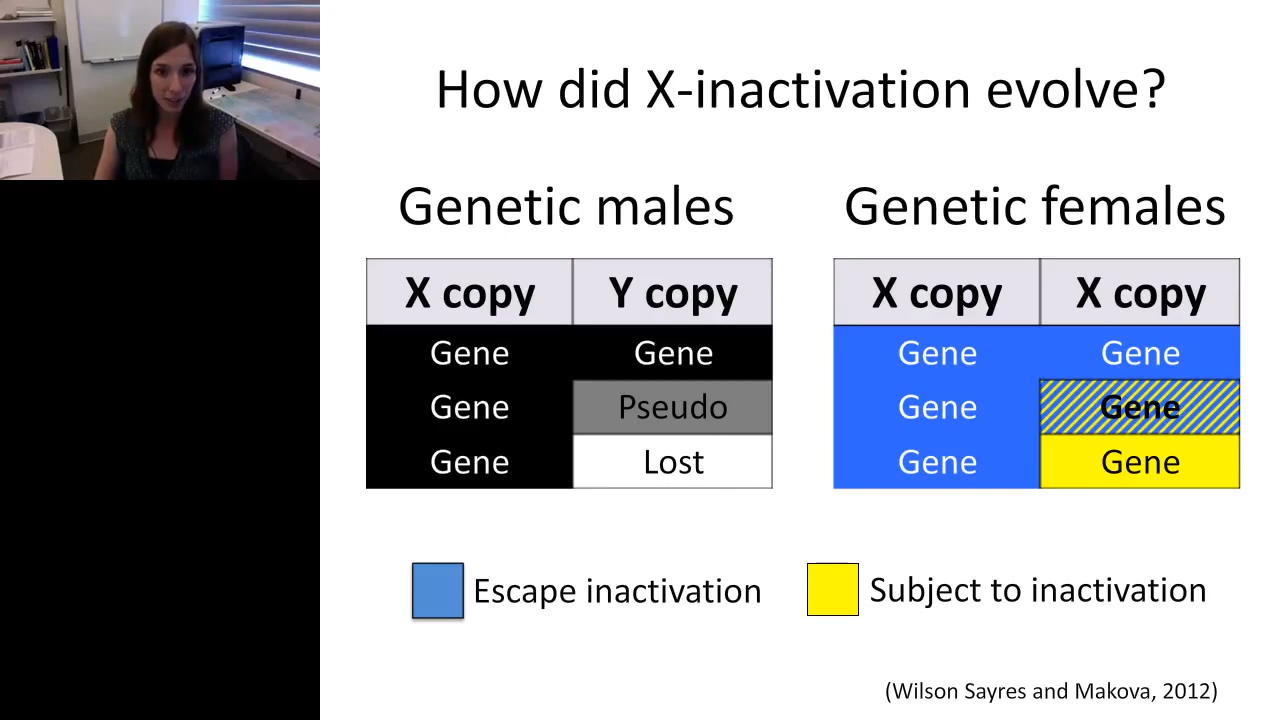 How did X-inactivation evolve?
Genetic males
Genetic females
X copy Y copy
Gene Gene
Gene Pseudo
Gene Lost
X copy X copy
Gene Gene
Gene Gene
Gene Gene
Escape inactivation
Subject to inactivation
(Wilson Sayres and Makova, 2012)